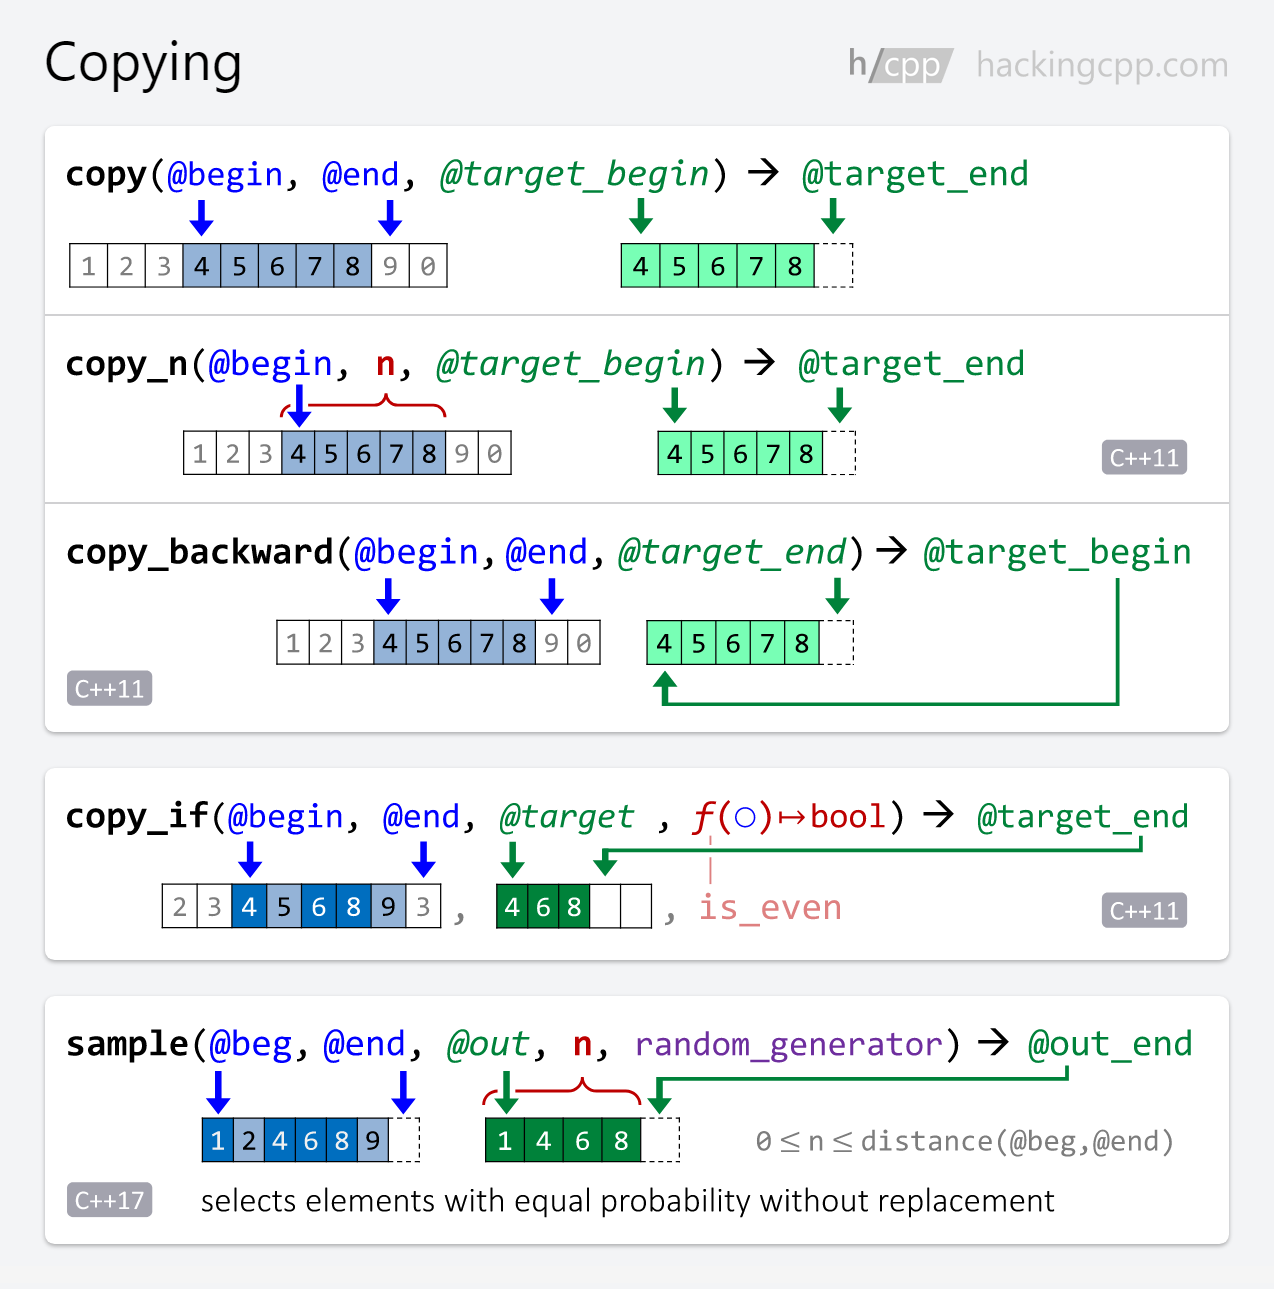 Copying
h/cpp hackingcpp.com
copy(@begin, @end, @target_begin) → @target_end
1 2 3 4 5 6 7 8 9 0 4 5 6 7 8
copy_n(@begin, n, @target_begin) → @target_end
1 2 3 4 5 6 7 8 9 0 4 5 6 7 8 C++11
copy_backward(@begin, @end, @target_end) → @target_begin
1 2 3 4 5 6 7 8 9 0 4 5 6 7 8
C++11
copy_if(@begin, @end, @target , f(○)↦bool) → @target_end
2 3 4 5 6 8 9 3 , 4 6 8 , is_even C++11
sample(@beg, @end, @out, n, random_generator) → @out_end
1 2 4 6 8 9 1 4 6 8 0 ≤ n ≤ distance(@beg,@end)
C++17 selects elements with equal probability without replacement